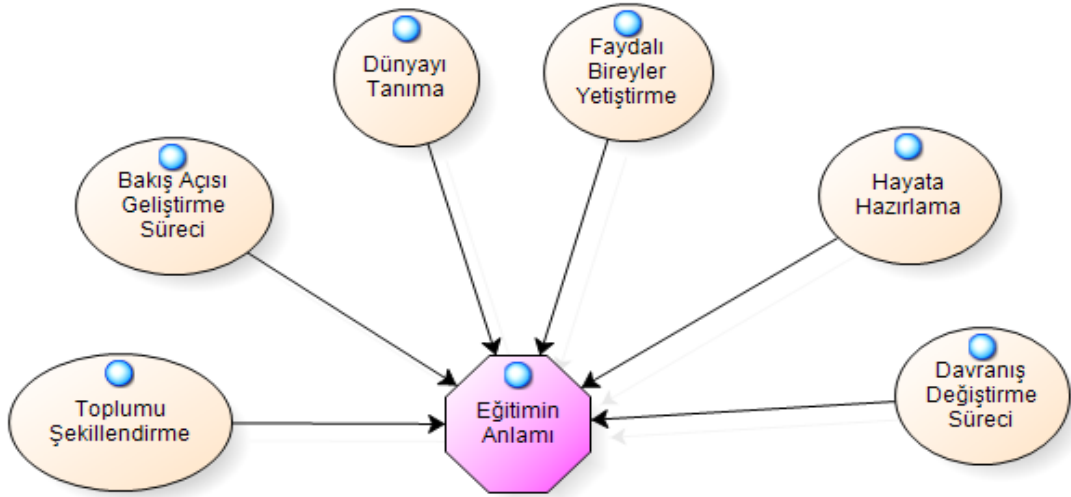 Dünyayı
Tanıma
Faydalı
Bireyler
Yetiştirme
Bakış Açısı
Geliştirme
Süreci
Hayata
Hazırlama
Toplumu
Şekillendirme
Eğitimin
Anlamı
Davranış
Değiştirme
Süreci